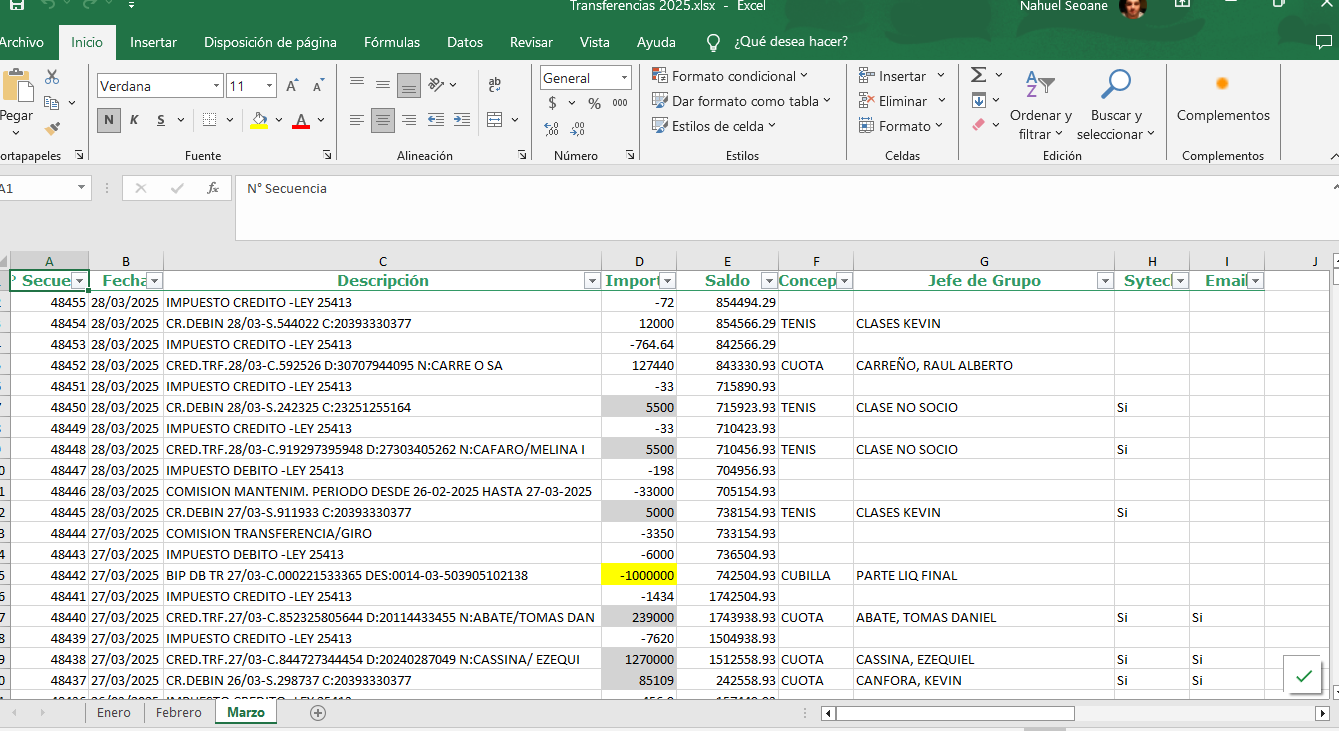 Transferencias 2025.xlsx - Excel Nahuel Seoane
Archivo Inicio Insertar Disposición de página Fórmulas Datos Revisar Vista Ayuda ¿Qué desea hacer?
Pegar
Verdana 11
N K S
ab
General
$ % 000
Formato condicional
Dar formato como tabla
Estilos de celda
Insertar
Eliminar
Formato
Ordenar y filtrar
Buscar y seleccionar
Complementos
ortapapeles Fuente Alineación Número Estilos Celdas Edición Complementos
A1 fx N° Secuencia
A B C D E F G H I J
Secue Fecha Descripción Import Saldo Concep Jefe de Grupo Sytec Email
48455 28/03/2025 IMPUESTO CREDITO -LEY 25413 -72 854494.29
48454 28/03/2025 CR.DEBIN 28/03-S.544022 C:20393330377 12000 854566.29 TENIS CLASES KEVIN
48453 28/03/2025 IMPUESTO CREDITO -LEY 25413 -764.64 842566.29
48452 28/03/2025 CRED.TRF.28/03-C.592526 D:30707944095 N:CARRE O SA 127440 843330.93 CUOTA CARREÑO, RAUL ALBERTO
48451 28/03/2025 IMPUESTO CREDITO -LEY 25413 -33 715890.93
48450 28/03/2025 CR.DEBIN 28/03-S.242325 C:23251255164 5500 715923.93 TENIS CLASE NO SOCIO Si
48449 28/03/2025 IMPUESTO CREDITO -LEY 25413 -33 710423.93
48448 28/03/2025 CRED.TRF.28/03-C.919297395948 D:27303405262 N:CAFARO/MELINA I 5500 710456.93 TENIS CLASE NO SOCIO Si
48447 28/03/2025 IMPUESTO DEBITO -LEY 25413 -198 704956.93
48446 28/03/2025 COMISION MANTENIM. PERIODO DESDE 26-02-2025 HASTA 27-03-2025 -33000 705154.93
48445 28/03/2025 CR.DEBIN 27/03-S.911933 C:20393330377 5000 738154.93 TENIS CLASES KEVIN Si
48444 27/03/2025 COMISION TRANSFERENCIA/GIRO -3350 733154.93
48443 27/03/2025 IMPUESTO DEBITO -LEY 25413 -6000 736504.93
48442 27/03/2025 BIP DB TR 27/03-C.000221533365 DES:0014-03-503905102138 -1000000 742504.93 CUBILLA PARTE LIQ FINAL
48441 27/03/2025 IMPUESTO CREDITO -LEY 25413 -1434 1742504.93
48440 27/03/2025 CRED.TRF.27/03-C.852325805644 D:20114433455 N:ABATE/TOMAS DAN 239000 1743938.93 CUOTA ABATE, TOMAS DANIEL Si Si
48439 27/03/2025 IMPUESTO CREDITO -LEY 25413 -7620 1504938.93
48438 27/03/2025 CRED.TRF.27/03-C.844727344454 D:20240287049 N:CASSINA/ EZEQUI 1270000 1512558.93 CUOTA CASSINA, EZEQUIEL Si Si
48437 27/03/2025 CR.DEBIN 26/03-S.298737 C:20393330377 85109 242558.93 CUOTA CANFORA, KEVIN Si Si
Enero Febrero Marzo